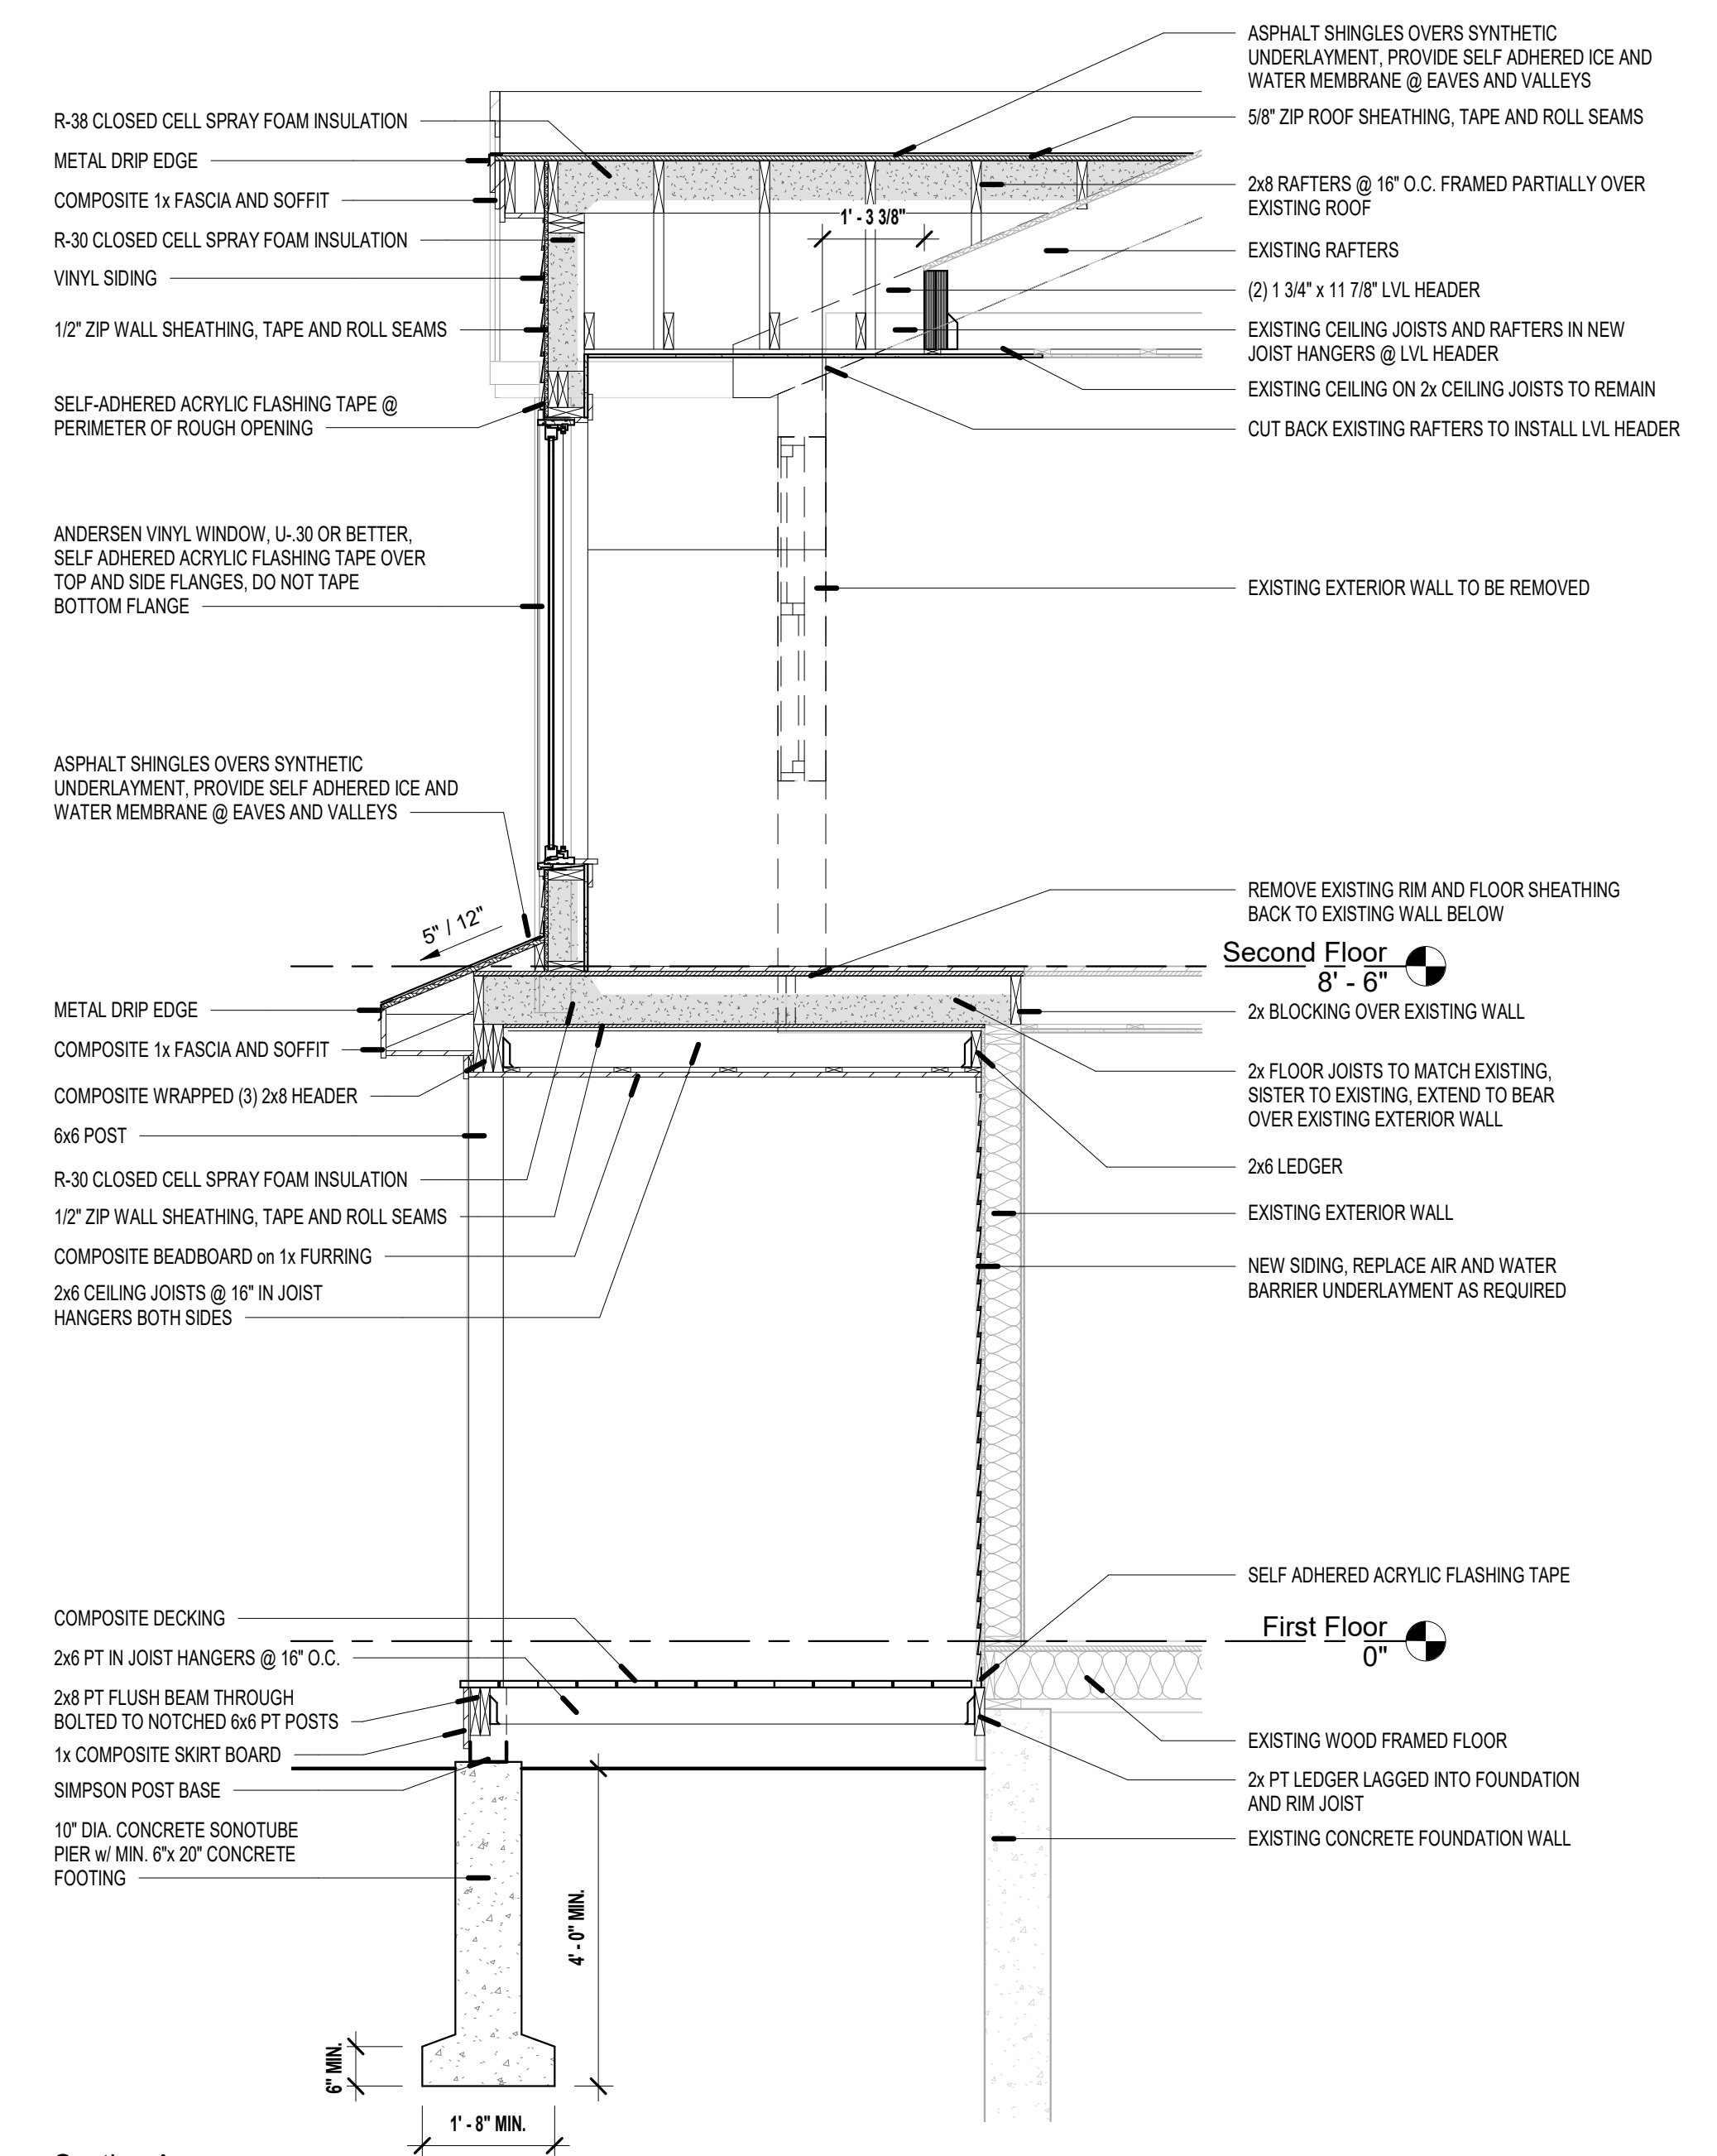 ASPHALT SHINGLES OVERS SYNTHETIC
UNDERLAYMENT, PROVIDE SELF ADHERED ICE AND
WATER MEMBRANE @ EAVES AND VALLEYS
5/8" ZIP ROOF SHEATHING, TAPE AND ROLL SEAMS
2x8 RAFTERS @ 16" O.C. FRAMED PARTIALLY OVER
EXISTING ROOF
EXISTING RAFTERS
(2) 1 3/4" x 11 7/8" LVL HEADER
EXISTING CEILING JOISTS AND RAFTERS IN NEW
JOIST HANGERS @ LVL HEADER
EXISTING CEILING ON 2x CEILING JOISTS TO REMAIN
CUT BACK EXISTING RAFTERS TO INSTALL LVL HEADER
EXISTING EXTERIOR WALL TO BE REMOVED
REMOVE EXISTING RIM AND FLOOR SHEATHING
BACK TO EXISTING WALL BELOW
Second Floor
8' - 6"
2x BLOCKING OVER EXISTING WALL
2x FLOOR JOISTS TO MATCH EXISTING,
SISTER TO EXISTING, EXTEND TO BEAR
OVER EXISTING EXTERIOR WALL
2x6 LEDGER
EXISTING EXTERIOR WALL
NEW SIDING, REPLACE AIR AND WATER
BARRIER UNDERLAYMENT AS REQUIRED
SELF ADHERED ACRYLIC FLASHING TAPE
First Floor
0"
EXISTING WOOD FRAMED FLOOR
2x PT LEDGER LAGGED INTO FOUNDATION
AND RIM JOIST
EXISTING CONCRETE FOUNDATION WALL
R-38 CLOSED CELL SPRAY FOAM INSULATION
METAL DRIP EDGE
COMPOSITE 1x FASCIA AND SOFFIT
R-30 CLOSED CELL SPRAY FOAM INSULATION
VINYL SIDING
1/2" ZIP WALL SHEATHING, TAPE AND ROLL SEAMS
SELF-ADHERED ACRYLIC FLASHING TAPE @
PERIMETER OF ROUGH OPENING
ANDERSEN VINYL WINDOW, U-.30 OR BETTER,
SELF ADHERED ACRYLIC FLASHING TAPE OVER
TOP AND SIDE FLANGES, DO NOT TAPE
BOTTOM FLANGE
ASPHALT SHINGLES OVERS SYNTHETIC
UNDERLAYMENT, PROVIDE SELF ADHERED ICE AND
WATER MEMBRANE @ EAVES AND VALLEYS
METAL DRIP EDGE
COMPOSITE 1x FASCIA AND SOFFIT
COMPOSITE WRAPPED (3) 2x8 HEADER
6x6 POST
R-30 CLOSED CELL SPRAY FOAM INSULATION
1/2" ZIP WALL SHEATHING, TAPE AND ROLL SEAMS
COMPOSITE BEADBOARD on 1x FURRING
2x6 CEILING JOISTS @ 16" IN JOIST
HANGERS BOTH SIDES
COMPOSITE DECKING
2x6 PT IN JOIST HANGERS @ 16" O.C.
2x8 PT FLUSH BEAM THROUGH
BOLTED TO NOTCHED 6x6 PT POSTS
1x COMPOSITE SKIRT BOARD
SIMPSON POST BASE
10" DIA. CONCRETE SONOTUBE
PIER w/ MIN. 6"x 20" CONCRETE
FOOTING
1' - 3 3/8"
5" / 12"
4' - 0" MIN.
6" MIN.
1' - 8" MIN.